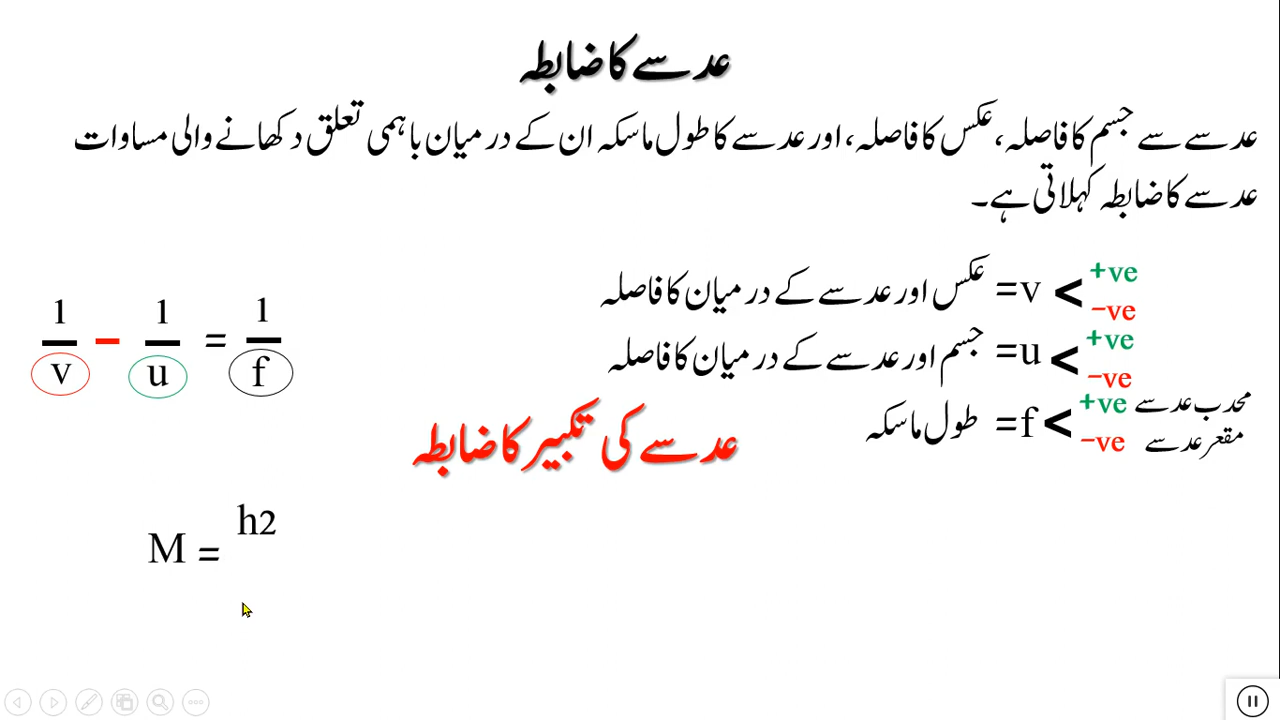 عدسے کا ضابطہ
عدسے سے جسم کا فاصلہ، عکس کا فاصلہ، اور عدسے کا طول ماسکہ ان کے درمیان باہمی تعلق دکھانے والی مساوات
عدسے کا ضابطہ کہلاتی ہے۔
1/v - 1/u = 1/f
عکس اور عدسے کے درمیان کا فاصلہ =v < +ve
-ve
جسم اور عدسے کے درمیان کا فاصلہ =u < +ve
-ve
طول ماسکہ =f < +ve محدب عدسے
-ve مقعر عدسے
عدسے کی تکبیر کا ضابطہ
M = h2